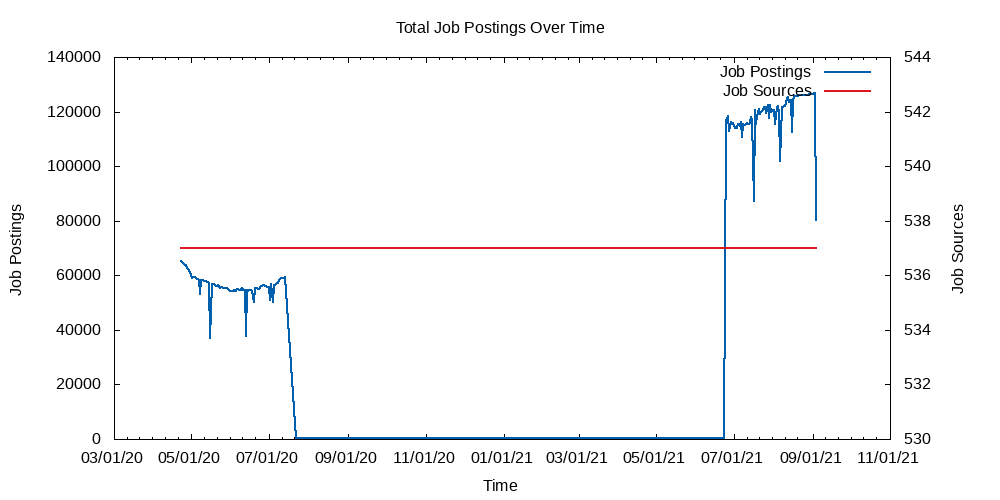 Total Job Postings Over Time
140000
120000
100000
80000
60000
40000
20000
0
Job Postings
544
542
540
538
536
534
532
530
Job Sources
Job Postings
Job Sources
03/01/20 05/01/20 07/01/20 09/01/20 11/01/20 01/01/21 03/01/21 05/01/21 07/01/21 09/01/21 11/01/21
Time